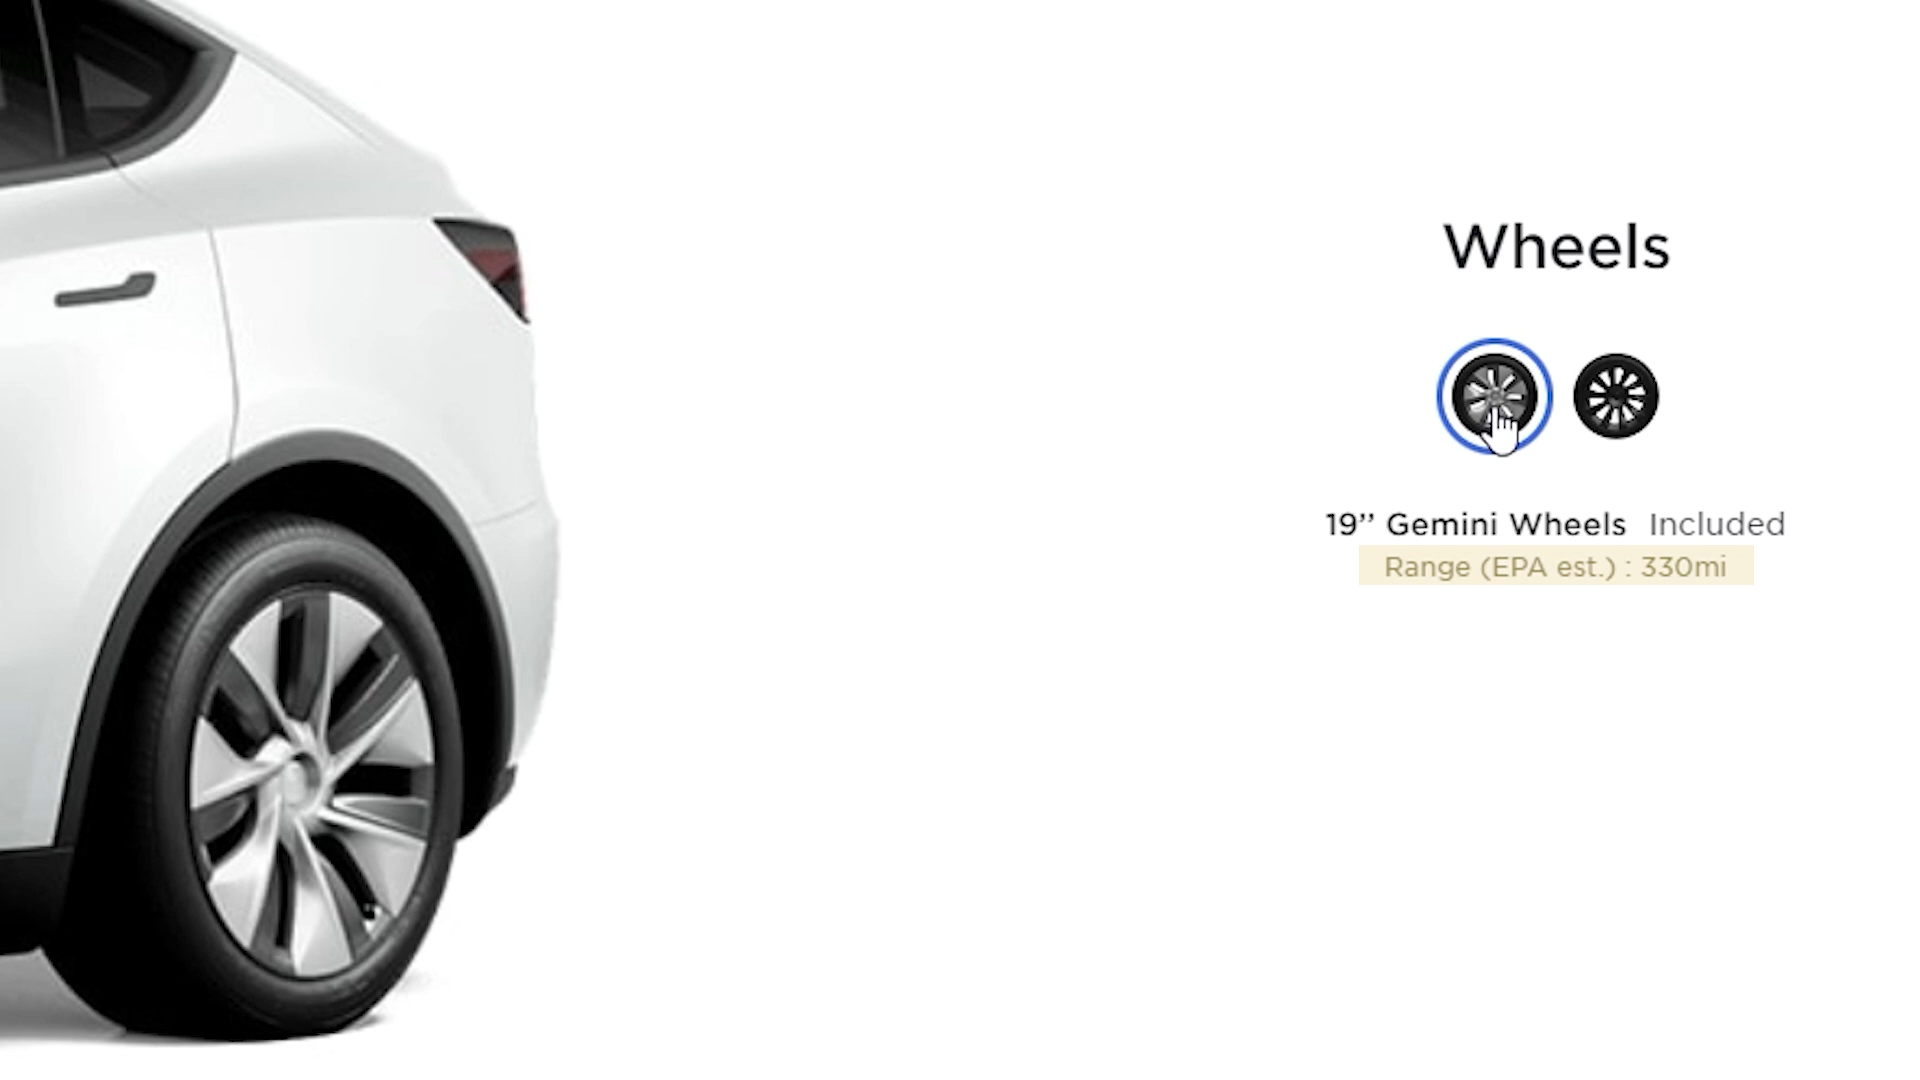 Wheels
19’’ Gemini Wheels Included
Range (EPA est.) : 330mi